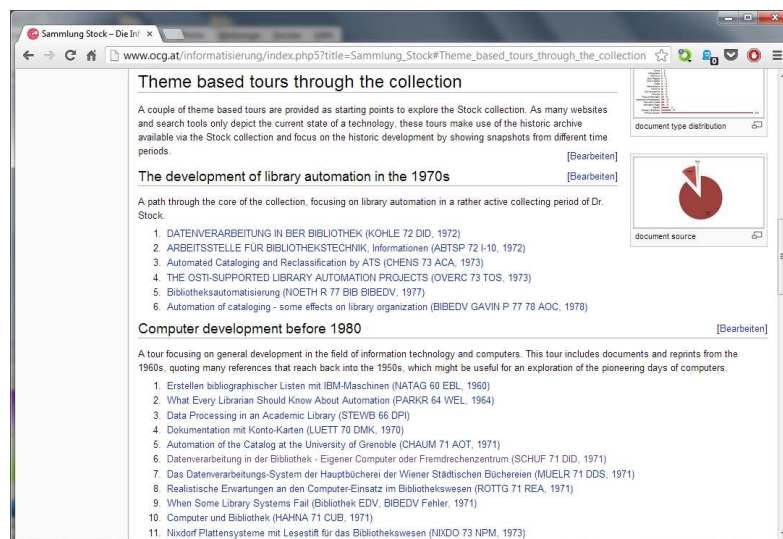 Sammlung Stock – Die Inf
www.ocg.at/informatisierung/index.php5?title=Sammlung_Stock#Theme_based_tours_through_the_collection
Theme based tours through the collection
A couple of theme based tours are provided as starting points to explore the Stock collection. As many websites
and search tools only depict the current state of a technology, these tours make use of the historic archive
available via the Stock collection and focus on the historic development by showing snapshots from different time
periods.
[Bearbeiten]
document type distribution
The development of library automation in the 1970s
[Bearbeiten]
A path through the core of the collection, focusing on library automation in a rather active collecting period of Dr.
Stock.
1. DATENVERARBEITUNG IN BER BIBLIOTHEK (KOHLE 72 DID, 1972)
2. ARBEITSSTELLE FÜR BIBLIOTHEKSTECHNIK, Informationen (ABTSP 72 I-10, 1972)
3. Automated Cataloging and Reclassification by ATS (CHENS 73 ACA, 1973)
4. THE OSTI-SUPPORTED LIBRARY AUTOMATION PROJECTS (OVERC 73 TOS, 1973)
5. Bibliotheksautomatisierung (NOETH R 77 BIB BIBEDV, 1977)
6. Automation of cataloging - some effects on library organization (BIBEDV GAVIN P 77 78 AOC, 1978)
document source
Computer development before 1980
[Bearbeiten]
A tour focusing on general development in the field of information technology and computers. This tour includes documents and reprints from the
1960s, quoting many references that reach back into the 1950s, which might be useful for an exploration of the pioneering days of computers.
1. Erstellen bibliographischer Listen mit IBM-Maschinen (NATAG 60 EBL, 1960)
2. What Every Librarian Should Know About Automation (PARKR 64 WEL, 1964)
3. Data Processing in an Academic Library (STEWB 66 DPI)
4. Dokumentation mit Konto-Karten (LUETT 70 DMK, 1970)
5. Automation of the Catalog at the University of Grenoble (CHAUM 71 AOT, 1971)
6. Datenverarbeitung in der Bibliothek - Eigener Computer oder Fremdrechenzentrum (SCHUF 71 DID, 1971)
7. Das Datenverarbeitungs-System der Hauptbücherei der Wiener Städtischen Büchereien (MUELR 71 DDS, 1971)
8. Realistische Erwartungen an den Computer-Einsatz im Bibliothekswesen (ROTTG 71 REA, 1971)
9. When Some Library Systems Fail (Bibliothek EDV, BIBEDV Fehler, 1971)
10. Computer und Bibliothek (HAHNA 71 CUB, 1971)
11. Nixdorf Plattensysteme mit Lesestift für das Bibliothekswesen (NIXDO 73 NPM, 1973)